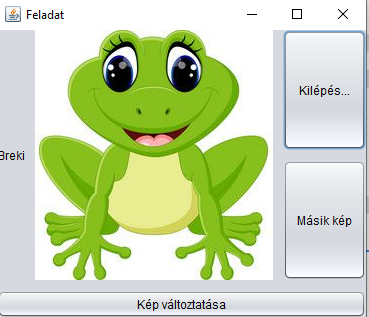 Feladat
Kilépés...
Breki
Másik kép
Kép változtatása